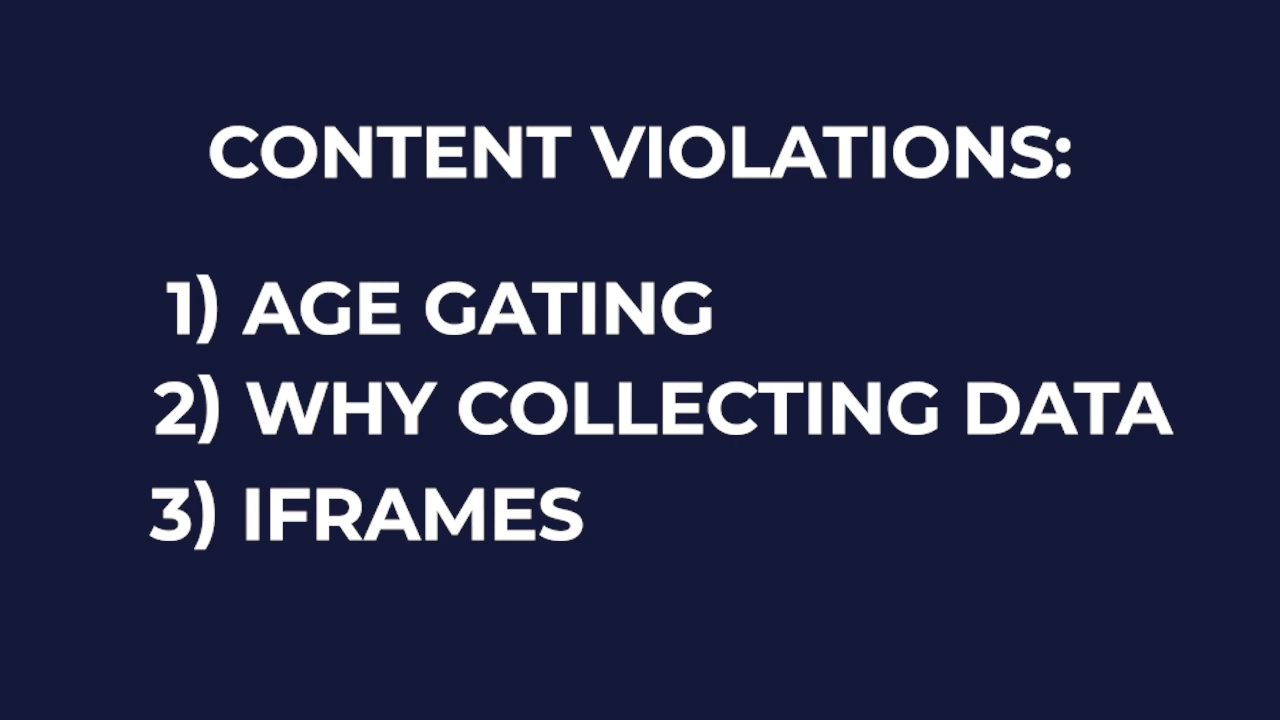 CONTENT VIOLATIONS:
1) AGE GATING
2) WHY COLLECTING DATA
3) IFRAMES